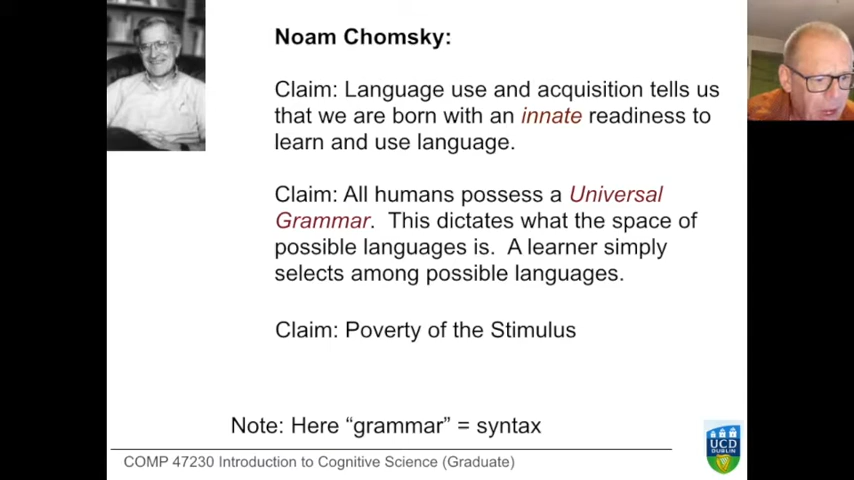 Noam Chomsky:
Claim: Language use and acquisition tells us
that we are born with an innate readiness to
learn and use language.
Claim: All humans possess a Universal
Grammar. This dictates what the space of
possible languages is. A learner simply
selects among possible languages.
Claim: Poverty of the Stimulus
Note: Here “grammar” = syntax
COMP 47230 Introduction to Cognitive Science (Graduate)
UCD
DUBLIN